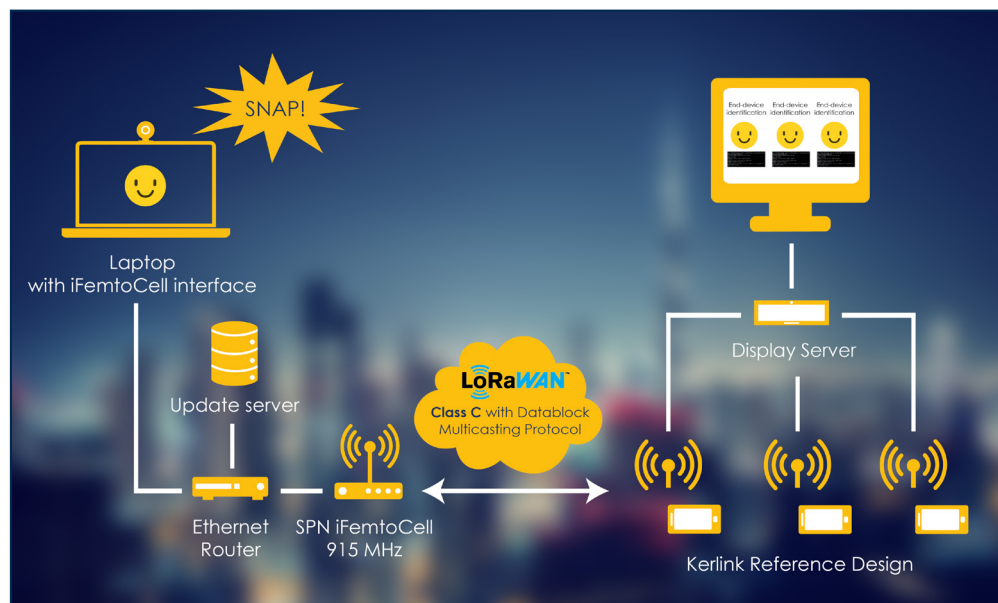 SNAP!
Laptop
with iFemtoCell interface
Update server
Ethernet
Router
SPN iFemtoCell
915 MHz
LoRaWAN™
Class C with Datablock
Multicasting Protocol
End-device
identification
End-device
identification
End-device
identification
Display Server
Kerlink Reference Design